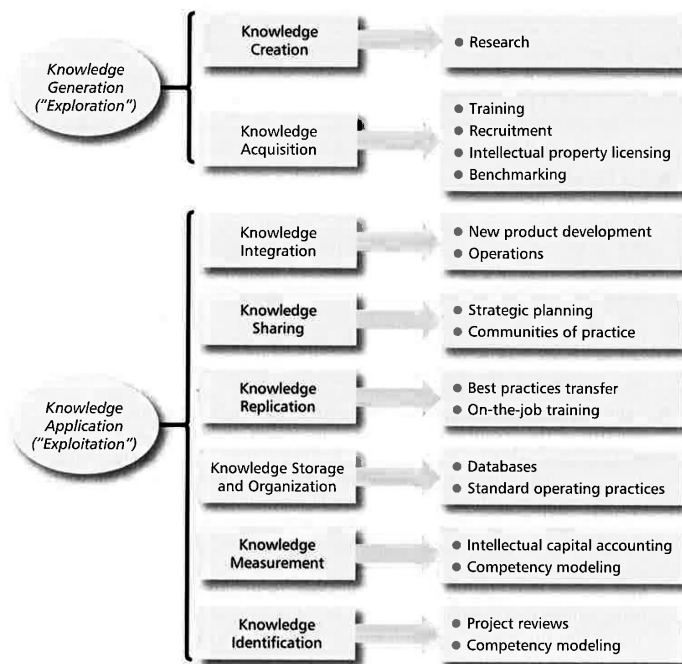 Knowledge
Generation
("Exploration")
Knowledge
Creation
• Research
Knowledge
Acquisition
• Training
• Recruitment
• Intellectual property licensing
• Benchmarking
Knowledge
Application
("Exploitation")
Knowledge
Integration
• New product development
• Operations
Knowledge
Sharing
• Strategic planning
• Communities of practice
Knowledge
Replication
• Best practices transfer
• On-the-job training
Knowledge Storage
and Organization
• Databases
• Standard operating practices
Knowledge
Measurement
• Intellectual capital accounting
• Competency modeling
Knowledge
Identification
• Project reviews
• Competency modeling